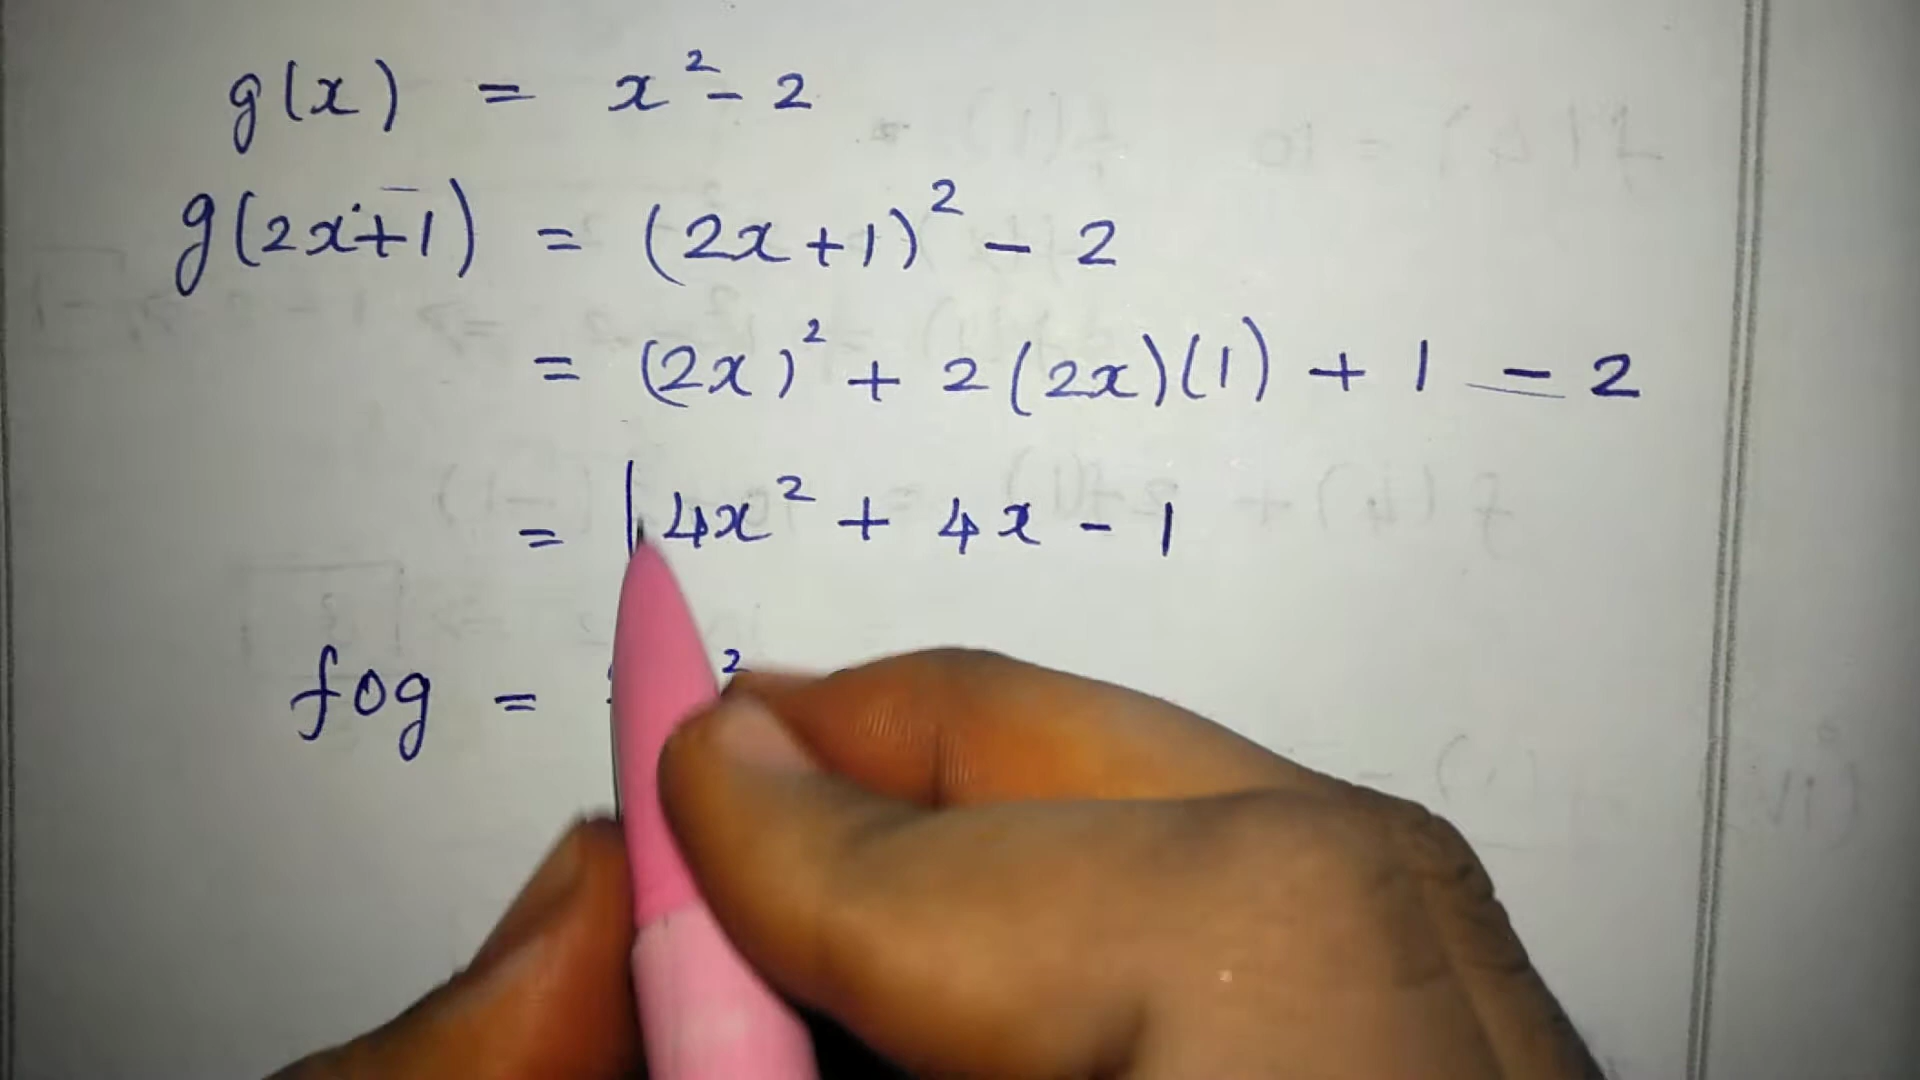 g(x) = x² - 2
g(2x+1) = (2x+1)² - 2
= (2x)² + 2(2x)(1) + 1 - 2
= 4x² + 4x - 1
fog = ²